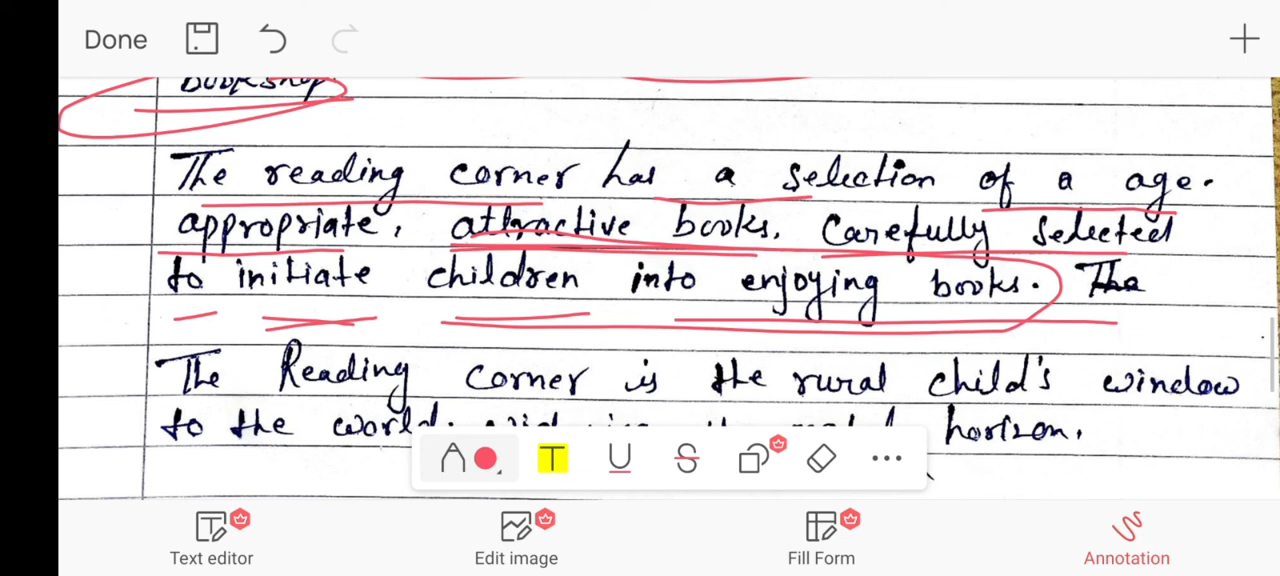 Done
bookshop
The reading corner has a selection of a age.
appropriate, attractive books. Carefully selected
to initiate children into enjoying books. The
The Reading corner is the rural child's window
to the world. horizon.
T U S
Text editor Edit image Fill Form Annotation